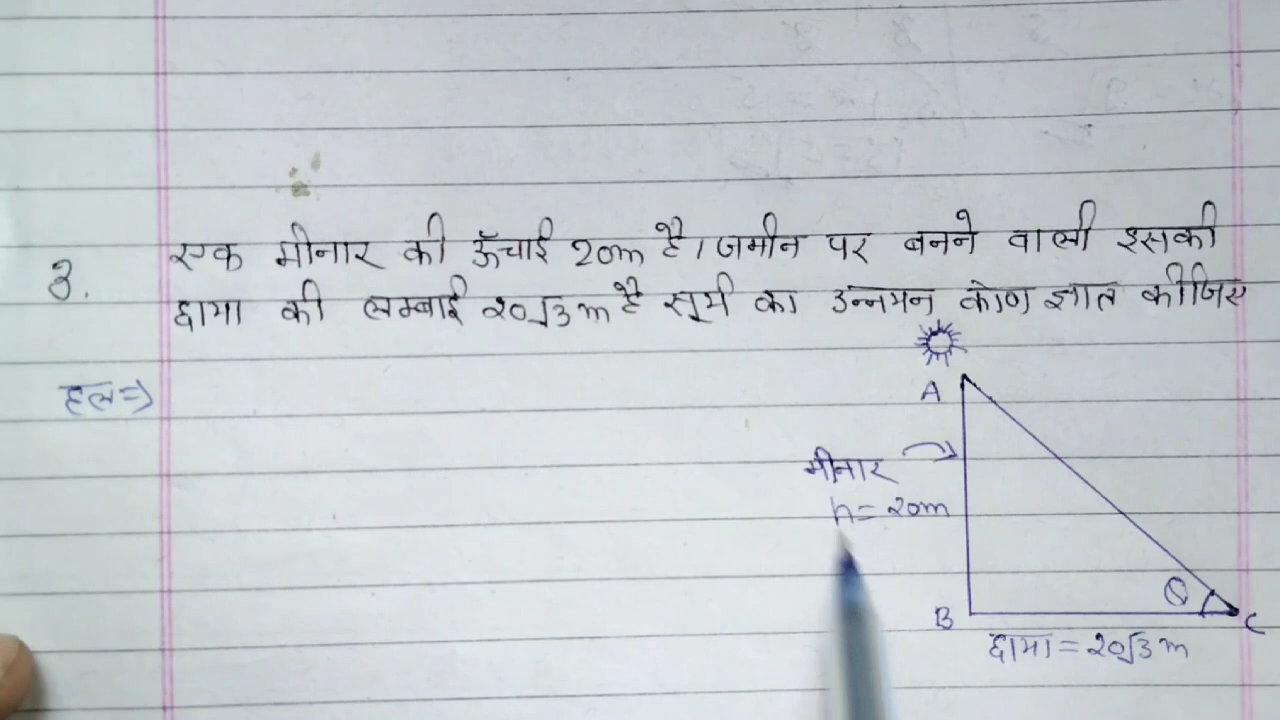 3. एक मीनार की ऊँचाई 20m है। जमीन पर बनने वाली इसकी
छाया की लम्बाई 20√3 m है सूर्य का उन्नयन कोण ज्ञात कीजिए
हल⇒
A
मीनार
h = 20m
θ
B
C
छाया = 20√3 m